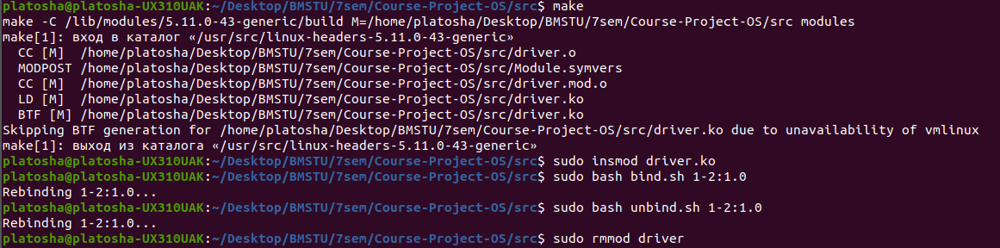 platosha@platosha-UX310UAK:~/Desktop/BMSTU/7sem/Course-Project-OS/src$ make
make -C /lib/modules/5.11.0-43-generic/build M=/home/platosha/Desktop/BMSTU/7sem/Course-Project-OS/src modules
make[1]: вход в каталог «/usr/src/linux-headers-5.11.0-43-generic»
  CC [M]  /home/platosha/Desktop/BMSTU/7sem/Course-Project-OS/src/driver.o
  MODPOST /home/platosha/Desktop/BMSTU/7sem/Course-Project-OS/src/Module.symvers
  CC [M]  /home/platosha/Desktop/BMSTU/7sem/Course-Project-OS/src/driver.mod.o
  LD [M]  /home/platosha/Desktop/BMSTU/7sem/Course-Project-OS/src/driver.ko
  BTF [M] /home/platosha/Desktop/BMSTU/7sem/Course-Project-OS/src/driver.ko
Skipping BTF generation for /home/platosha/Desktop/BMSTU/7sem/Course-Project-OS/src/driver.ko due to unavailability of vmlinux
make[1]: выход из каталога «/usr/src/linux-headers-5.11.0-43-generic»
platosha@platosha-UX310UAK:~/Desktop/BMSTU/7sem/Course-Project-OS/src$ sudo insmod driver.ko
platosha@platosha-UX310UAK:~/Desktop/BMSTU/7sem/Course-Project-OS/src$ sudo bash bind.sh 1-2:1.0
Rebinding 1-2:1.0...
platosha@platosha-UX310UAK:~/Desktop/BMSTU/7sem/Course-Project-OS/src$ sudo bash unbind.sh 1-2:1.0
Rebinding 1-2:1.0...
platosha@platosha-UX310UAK:~/Desktop/BMSTU/7sem/Course-Project-OS/src$ sudo rmmod driver